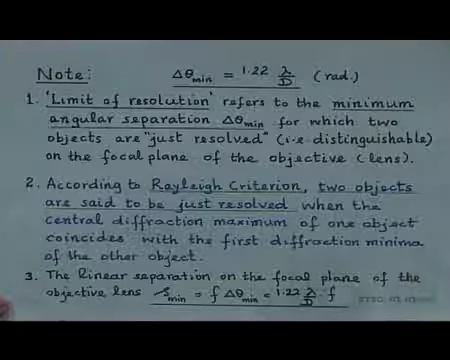 Note: Δθmin = 1.22 λ/D (rad.)
1. 'Limit of resolution' refers to the minimum
angular separation Δθmin for which two
objects are "just resolved" (i.e distinguishable)
on the focal plane of the objective (lens).
2. According to Rayleigh Criterion, two objects
are said to be just resolved when the
central diffraction maximum of one object
coincides with the first diffraction minima
of the other object.
3. The linear separation on the focal plane of the
objective lens smin = f Δθmin = 1.22 λ/D · f